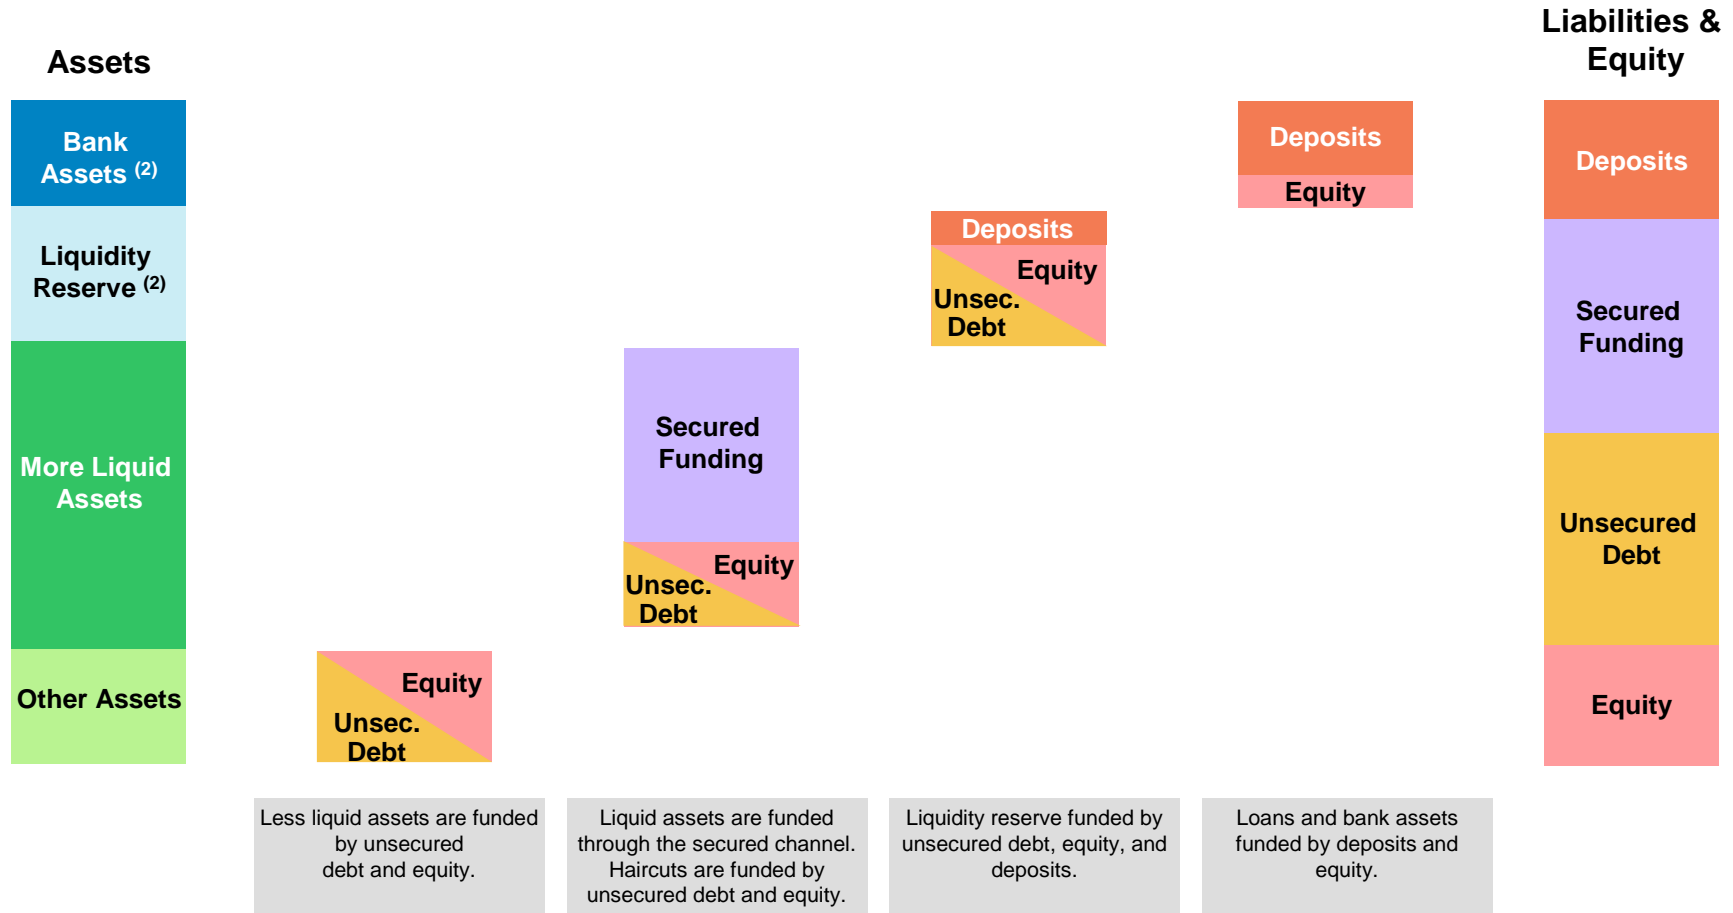 Assets
Bank
Assets (2)
Liquidity
Reserve (2)
More Liquid
Assets
Other Assets
Equity
Unsec.
Debt
Secured
Funding
Equity
Unsec.
Debt
Deposits
Equity
Unsec.
Debt
Deposits
Equity
Liabilities &
Equity
Deposits
Secured
Funding
Unsecured
Debt
Equity
Less liquid assets are funded
by unsecured
debt and equity.
Liquid assets are funded
through the secured channel.
Haircuts are funded by
unsecured debt and equity.
Liquidity reserve funded by
unsecured debt, equity, and
deposits.
Loans and bank assets
funded by deposits and
equity.